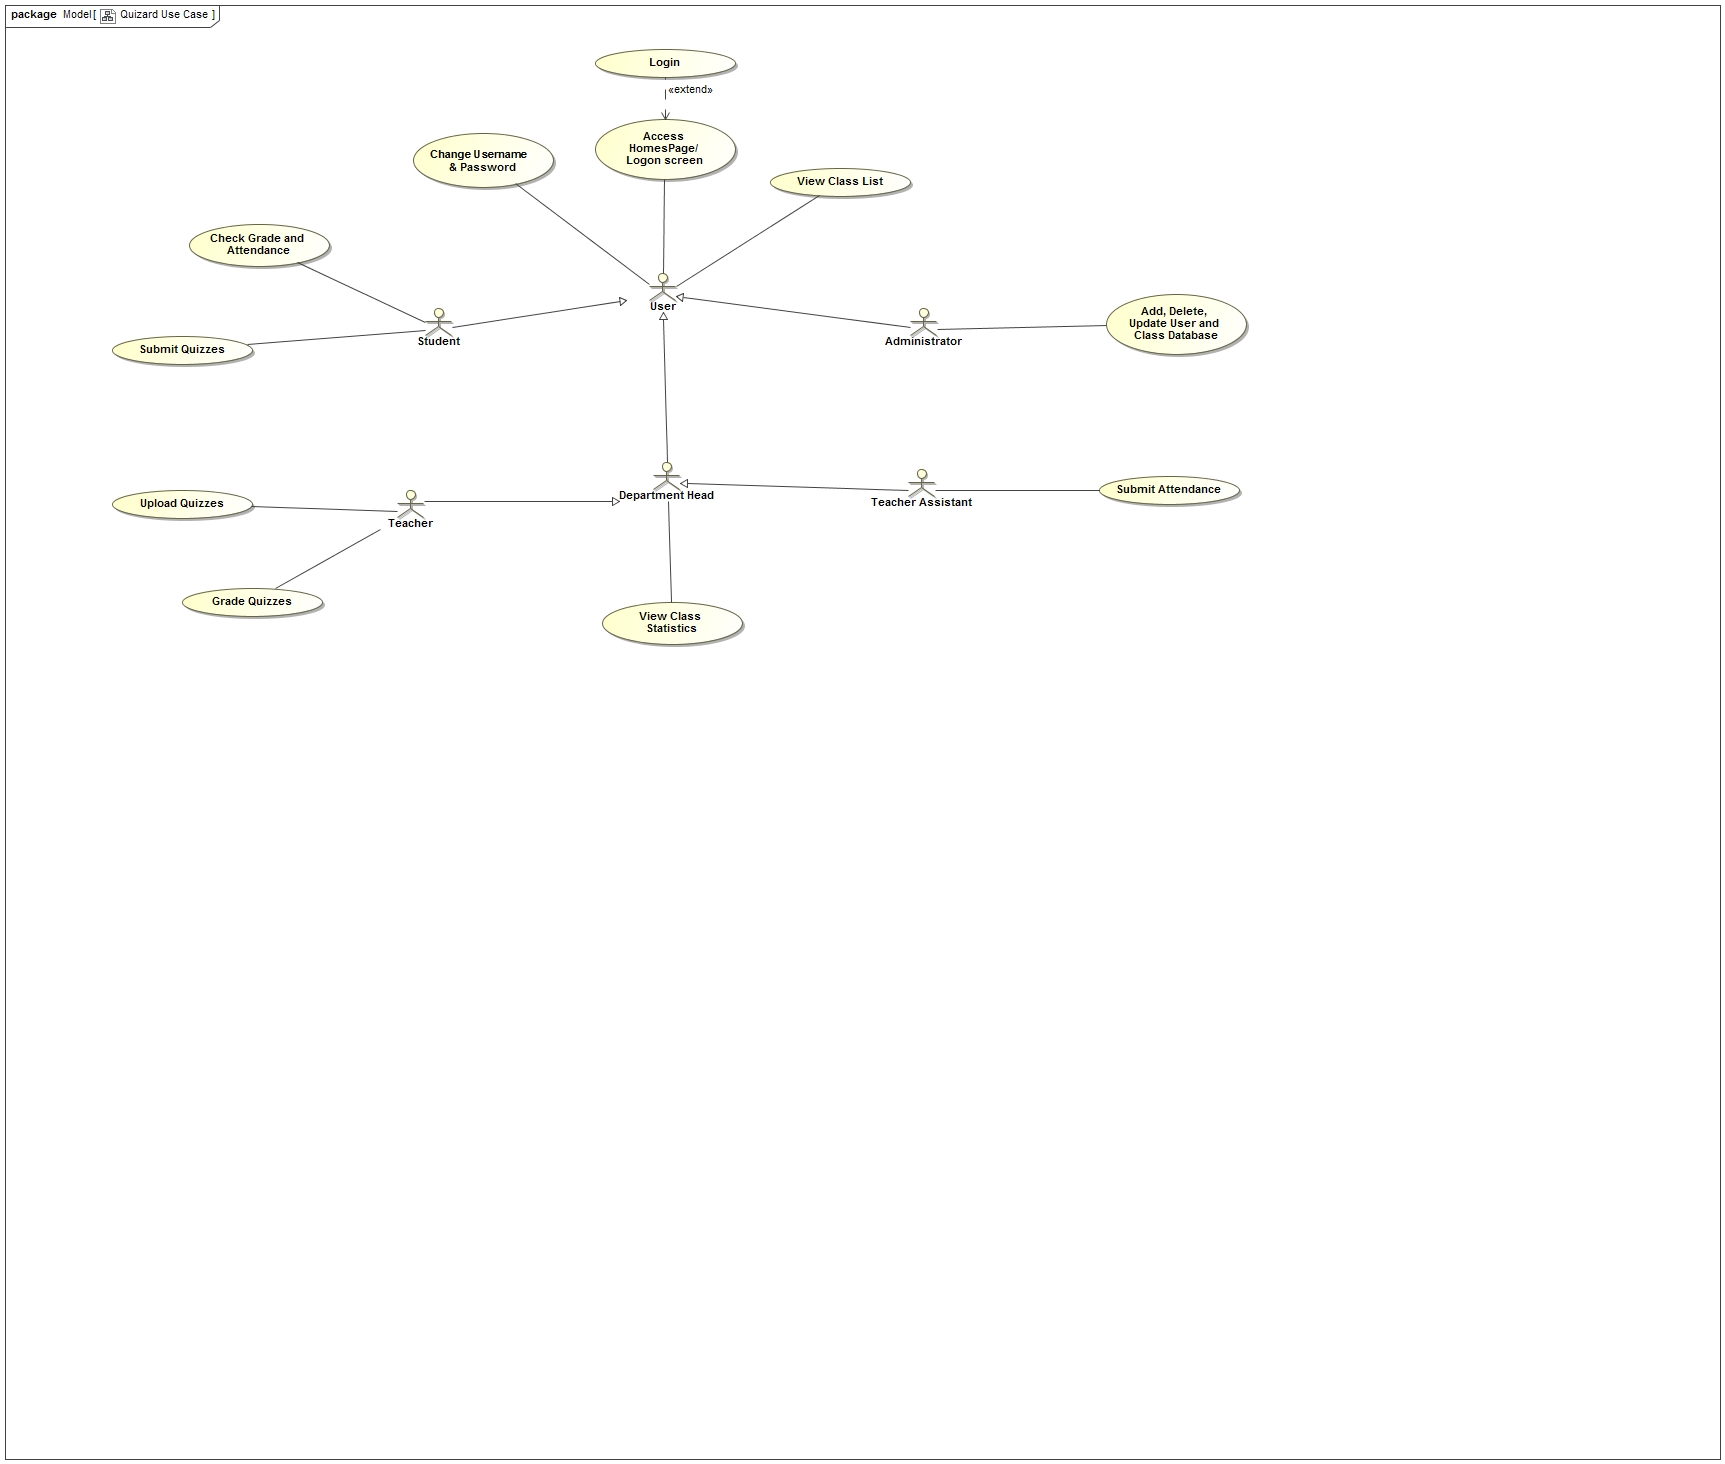 package Model[ Quizard Use Case ]
Login
«extend»
Access
HomesPage/
Logon screen
Change Username
& Password
View Class List
Check Grade and
Attendance
User
Student
Administrator
Add, Delete,
Update User and
Class Database
Submit Quizzes
Department Head
Teacher Assistant
Submit Attendance
Upload Quizzes
Teacher
Grade Quizzes
View Class
Statistics